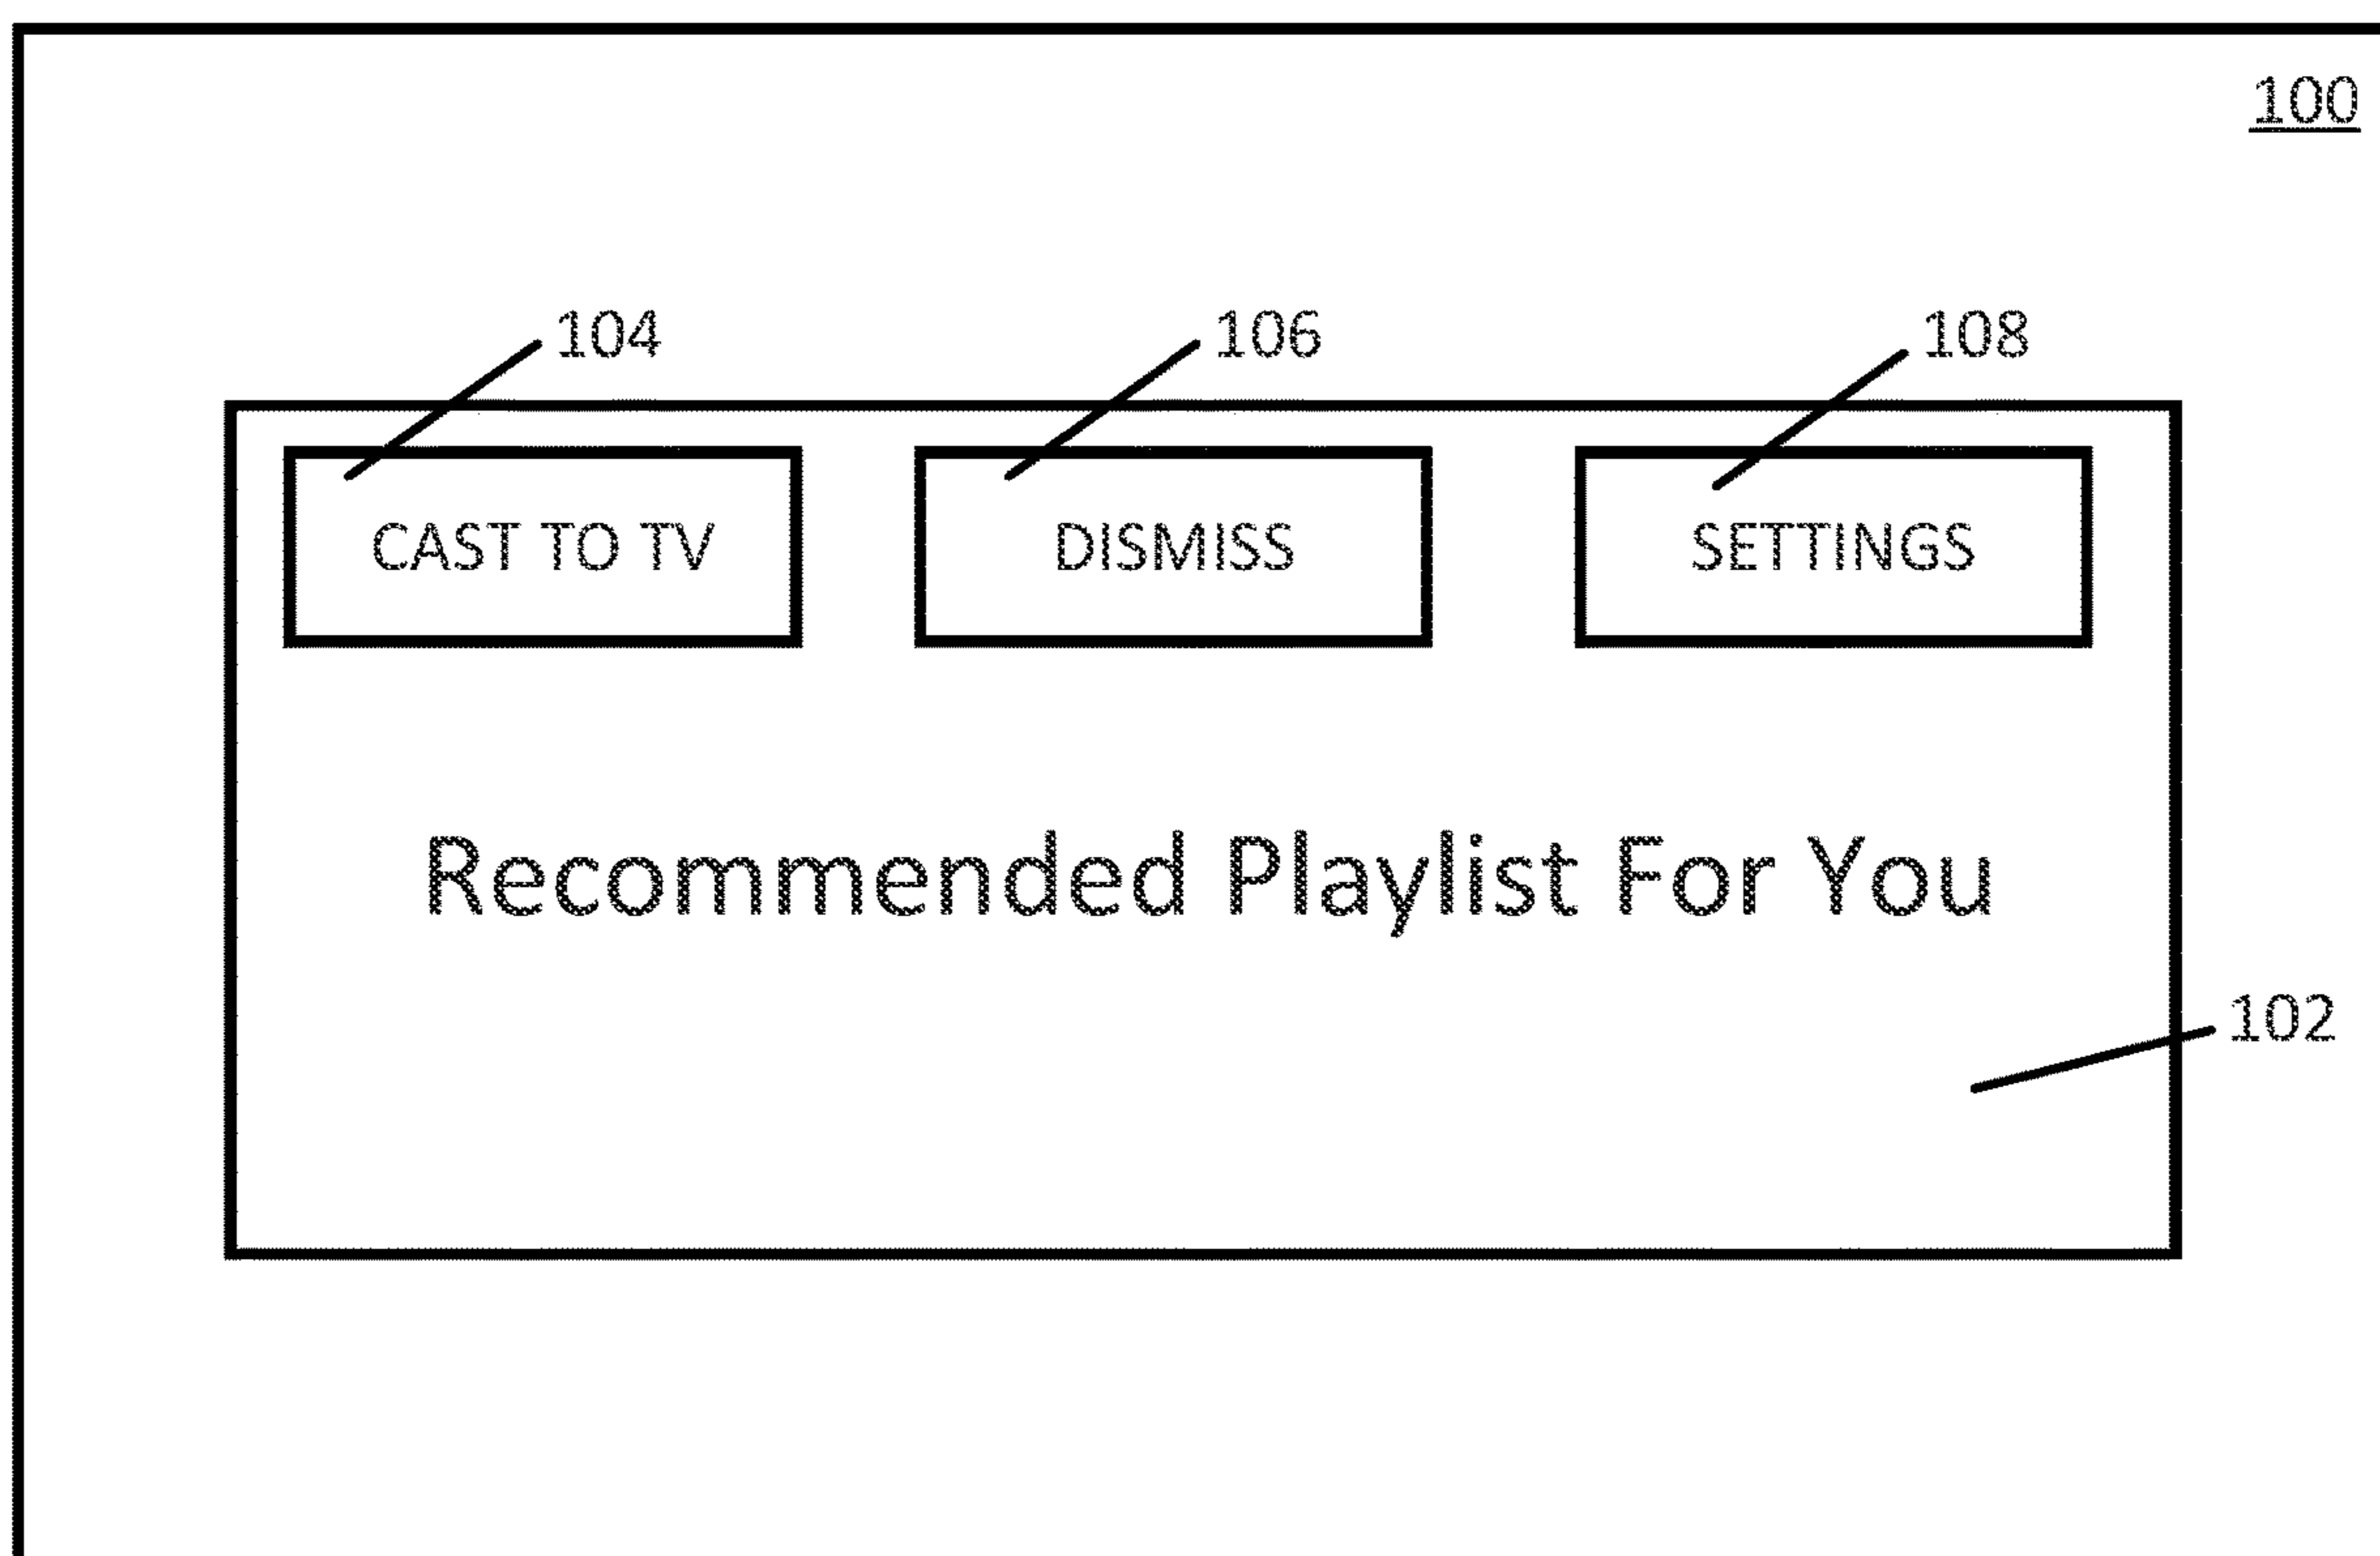 100
104 106 108
CAST TO TV DISMISS SETTINGS
Recommended Playlist For You
102